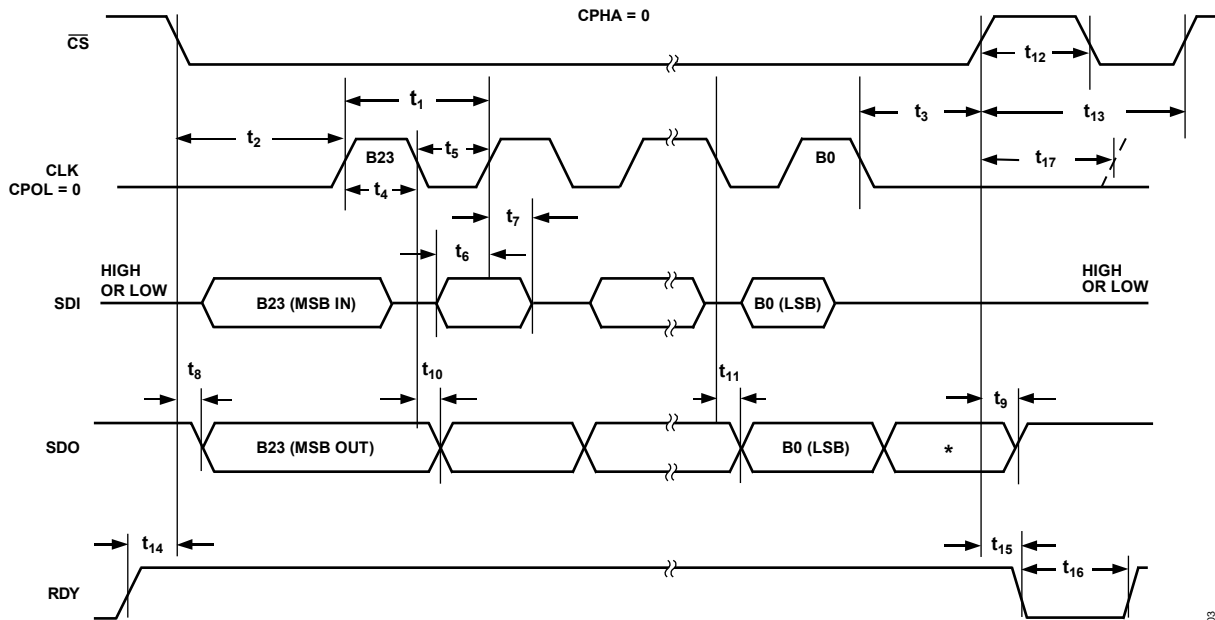 CPHA = 0
CS
t12
t1
t3
t13
t2
B23
t5
B0
t17
CLK
CPOL = 0
t4
t7
t6
HIGH
OR LOW
HIGH
OR LOW
SDI
B23 (MSB IN)
B0 (LSB)
t8
t10
t11
t9
SDO
B23 (MSB OUT)
B0 (LSB)
*
t14
t15
t16
RDY
03